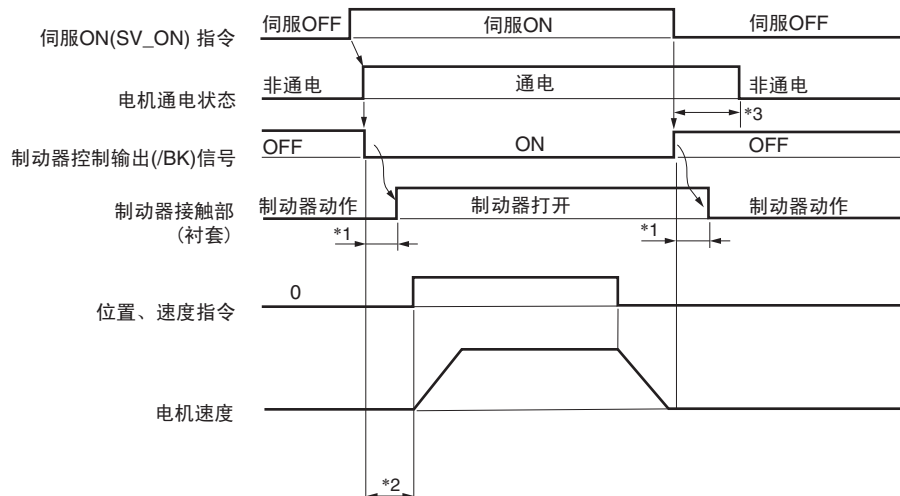 伺服ON(SV_ON) 指令 伺服OFF 伺服ON 伺服OFF
电机通电状态 非通电 通电 非通电
*3
制动器控制输出(/BK)信号 OFF ON OFF
制动器接触部 制动器动作 制动器打开 制动器动作
(衬套) *1 *1
位置、速度指令 0
电机速度
*2